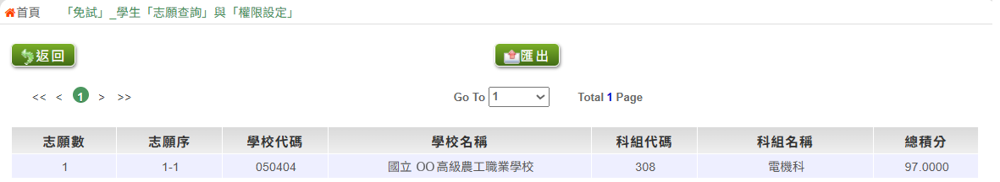 首頁 「免試」_學生「志願查詢」與「權限設定」
返回 匯出
<< < 1 > >> Go To 1 Total 1 Page
志願數 志願序 學校代碼 學校名稱 科組代碼 科組名稱 總積分
1 1-1 050404 國立 OO高級農工職業學校 308 電機科 97.0000